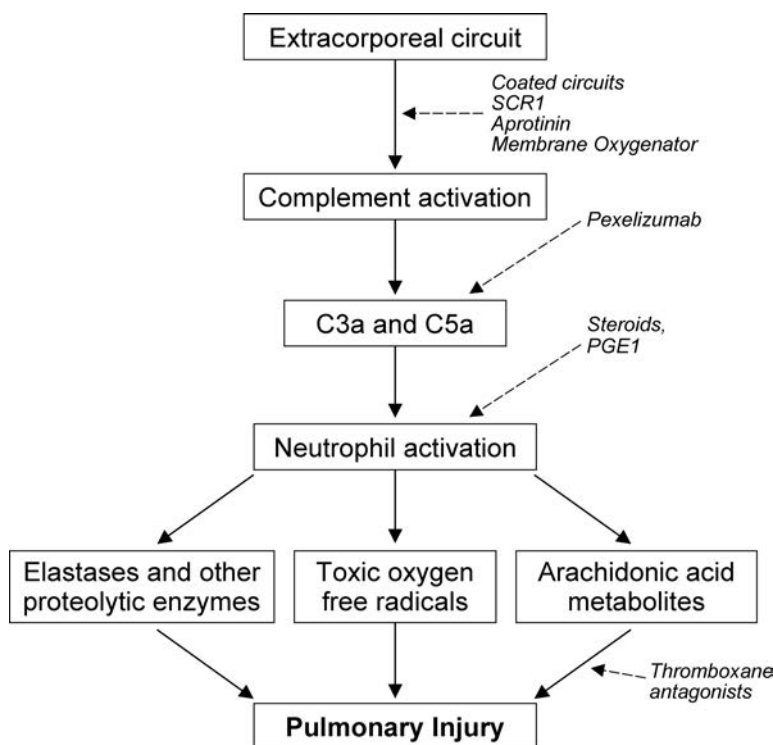 Extracorporeal circuit
Coated circuits
SCR1
Aprotinin
Membrane Oxygenator
Complement activation
Pexelizumab
C3a and C5a
Steroids,
PGE1
Neutrophil activation
Elastases and other
proteolytic enzymes
Toxic oxygen
free radicals
Arachidonic acid
metabolites
Thromboxane
antagonists
Pulmonary Injury